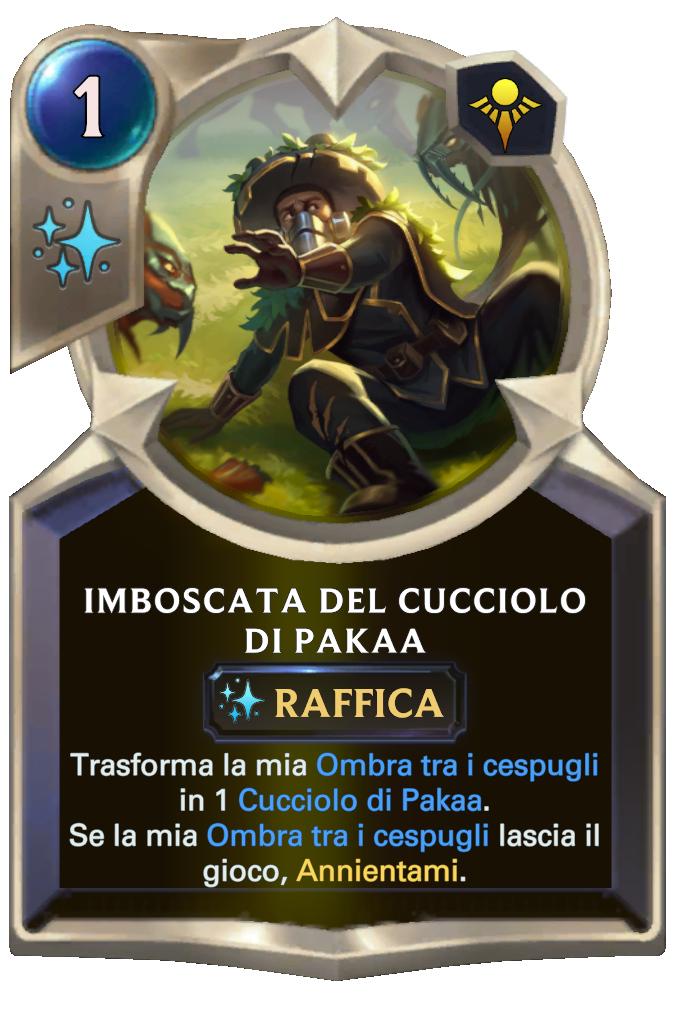 1
IMBOSCATA DEL CUCCIOLO
DI PAKAA
RAFFICA
Trasforma la mia Ombra tra i cespugli
in 1 Cucciolo di Pakaa.
Se la mia Ombra tra i cespugli lascia il
gioco, Annientami.